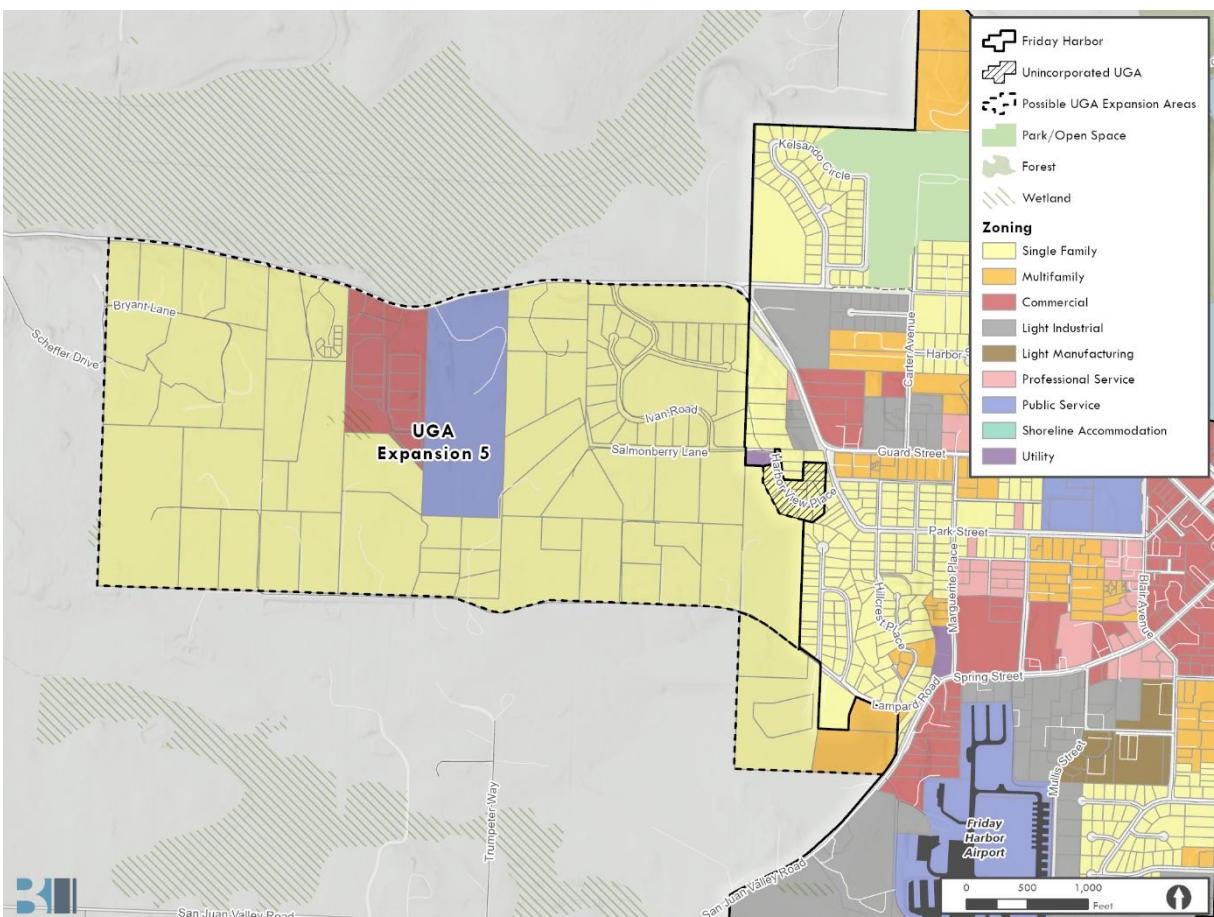 Friday Harbor
Unincorporated UGA
Possible UGA Expansion Areas
Park/Open Space
Forest
Wetland
Zoning
Single Family
Multifamily
Commercial
Light Industrial
Light Manufacturing
Professional Service
Public Service
Shoreline Accommodation
Utility
Kelsando Circle
Bryant Lane
Scheffer Drive
Carter Avenue
Harbor
Ivan Road
UGA
Expansion 5
Salmonberry Lane
Guard Street
Harbor View Place
Park Street
Marguerite Place
Hillcrest Place
Blair Avenue
Spring Street
Lampard Road
Mullis Street
Trumpeter Way
Friday
Harbor
Airport
San Juan Valley Road
San Juan Valley Road
0 500 1,000
Feet